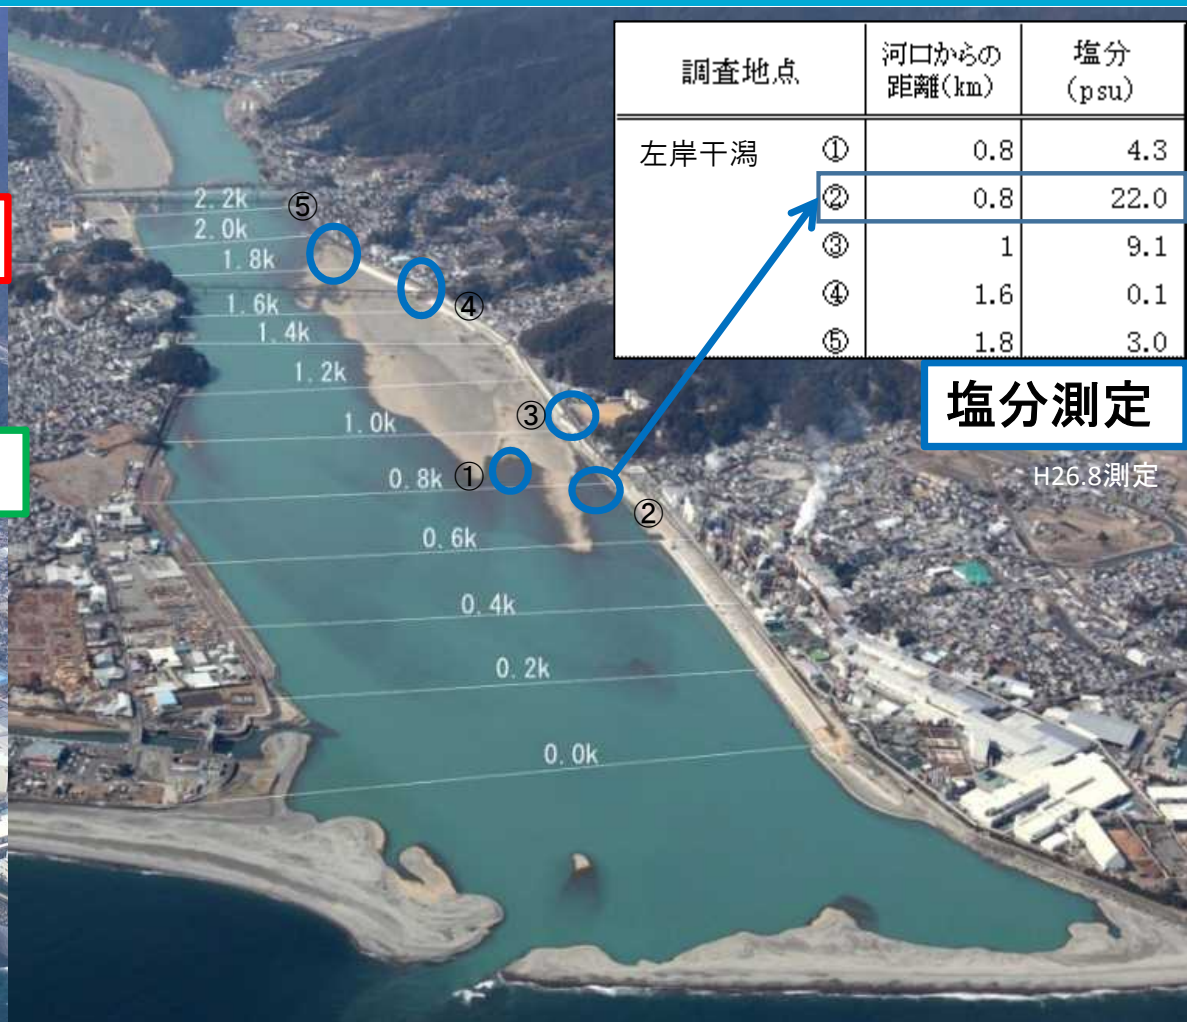 調査地点 河口からの距離(km) 塩分(psu)
左岸干潟 ① 0.8 4.3
② 0.8 22.0
③ 1 9.1
④ 1.6 0.1
⑤ 1.8 3.0
塩分測定
H26.8測定
2.2k
⑤
2.0k
1.8k
④
1.6k
1.4k
1.2k
③
1.0k
①
0.8k
②
0.6k
0.4k
0.2k
0.0k